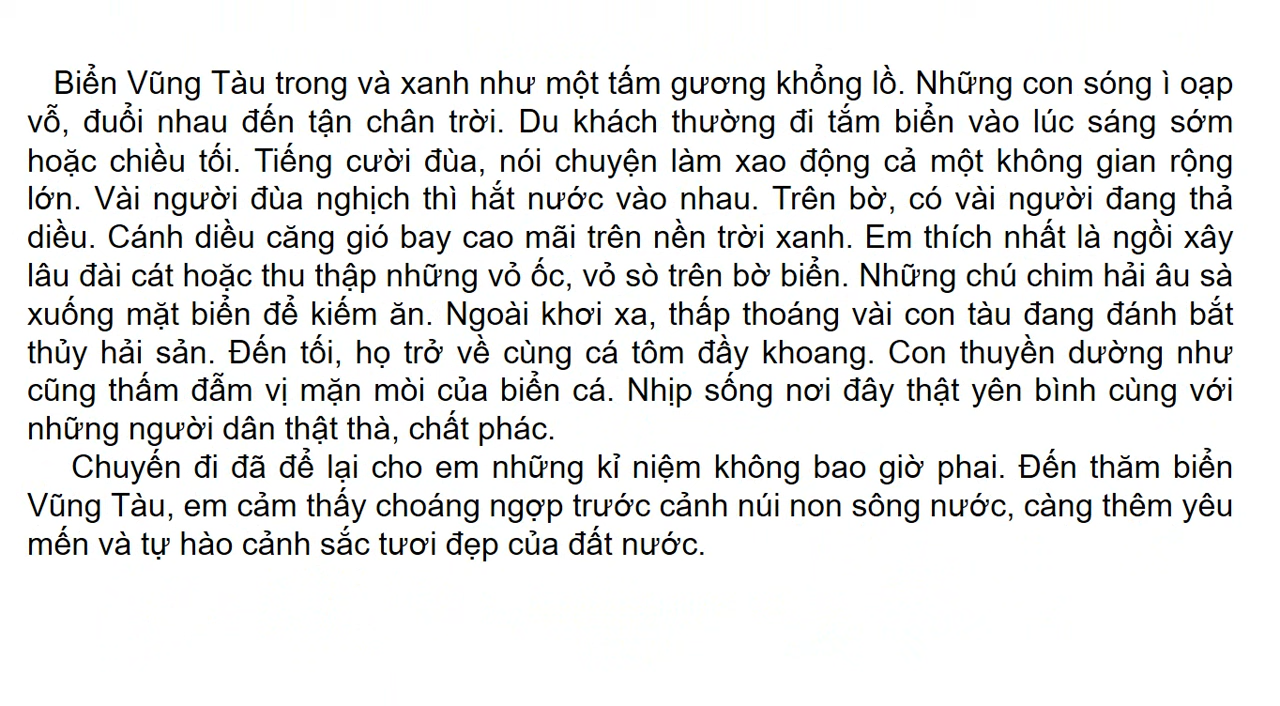 Biển Vũng Tàu trong và xanh như một tấm gương khổng lồ. Những con sóng ì oạp
vỗ, đuổi nhau đến tận chân trời. Du khách thường đi tắm biển vào lúc sáng sớm
hoặc chiều tối. Tiếng cười đùa, nói chuyện làm xao động cả một không gian rộng
lớn. Vài người đùa nghịch thì hắt nước vào nhau. Trên bờ, có vài người đang thả
diều. Cánh diều căng gió bay cao mãi trên nền trời xanh. Em thích nhất là ngồi xây
lâu đài cát hoặc thu thập những vỏ ốc, vỏ sò trên bờ biển. Những chú chim hải âu sà
xuống mặt biển để kiếm ăn. Ngoài khơi xa, thấp thoáng vài con tàu đang đánh bắt
thủy hải sản. Đến tối, họ trở về cùng cá tôm đầy khoang. Con thuyền dường như
cũng thấm đẫm vị mặn mòi của biển cá. Nhịp sống nơi đây thật yên bình cùng với
những người dân thật thà, chất phác.
Chuyến đi đã để lại cho em những kỉ niệm không bao giờ phai. Đến thăm biển
Vũng Tàu, em cảm thấy choáng ngợp trước cảnh núi non sông nước, càng thêm yêu
mến và tự hào cảnh sắc tươi đẹp của đất nước.